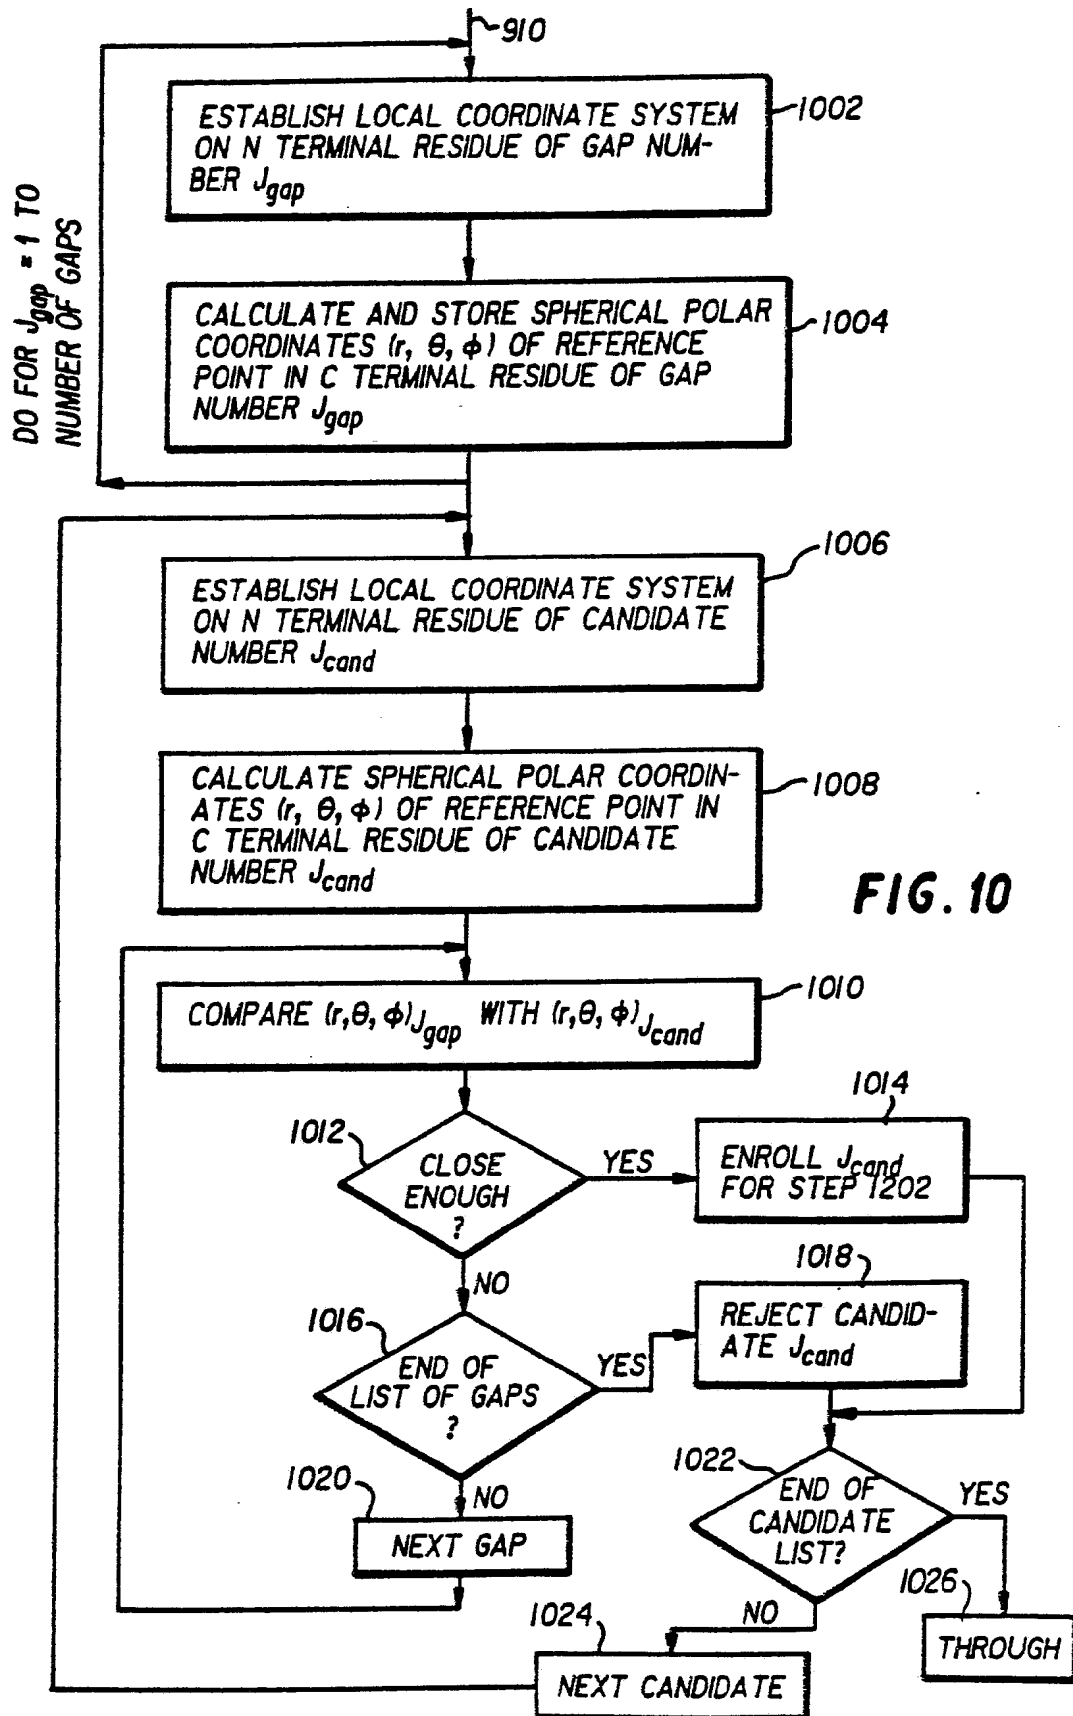 910
ESTABLISH LOCAL COORDINATE SYSTEM
ON N TERMINAL RESIDUE OF GAP NUM-
BER Jgap
1002
DO FOR Jgap = 1 TO
NUMBER OF GAPS
CALCULATE AND STORE SPHERICAL POLAR
COORDINATES (r, θ, ϕ) OF REFERENCE
POINT IN C TERMINAL RESIDUE OF GAP
NUMBER Jgap
1004
ESTABLISH LOCAL COORDINATE SYSTEM
ON N TERMINAL RESIDUE OF CANDIDATE
NUMBER Jcand
1006
CALCULATE SPHERICAL POLAR COORDIN-
ATES (r, θ, ϕ) OF REFERENCE POINT IN
C TERMINAL RESIDUE OF CANDIDATE
NUMBER Jcand
1008
FIG. 10
COMPARE (r,θ, ϕ)Jgap WITH (r,θ, ϕ)Jcand
1010
1012
CLOSE
ENOUGH
?
YES
NO
1014
ENROLL Jcand
FOR STEP 1202
1016
END OF
LIST OF GAPS
?
YES
NO
1018
REJECT CANDID-
ATE Jcand
1020
NEXT GAP
1022
END OF
CANDIDATE
LIST?
YES
NO
1024
NEXT CANDIDATE
1026
THROUGH